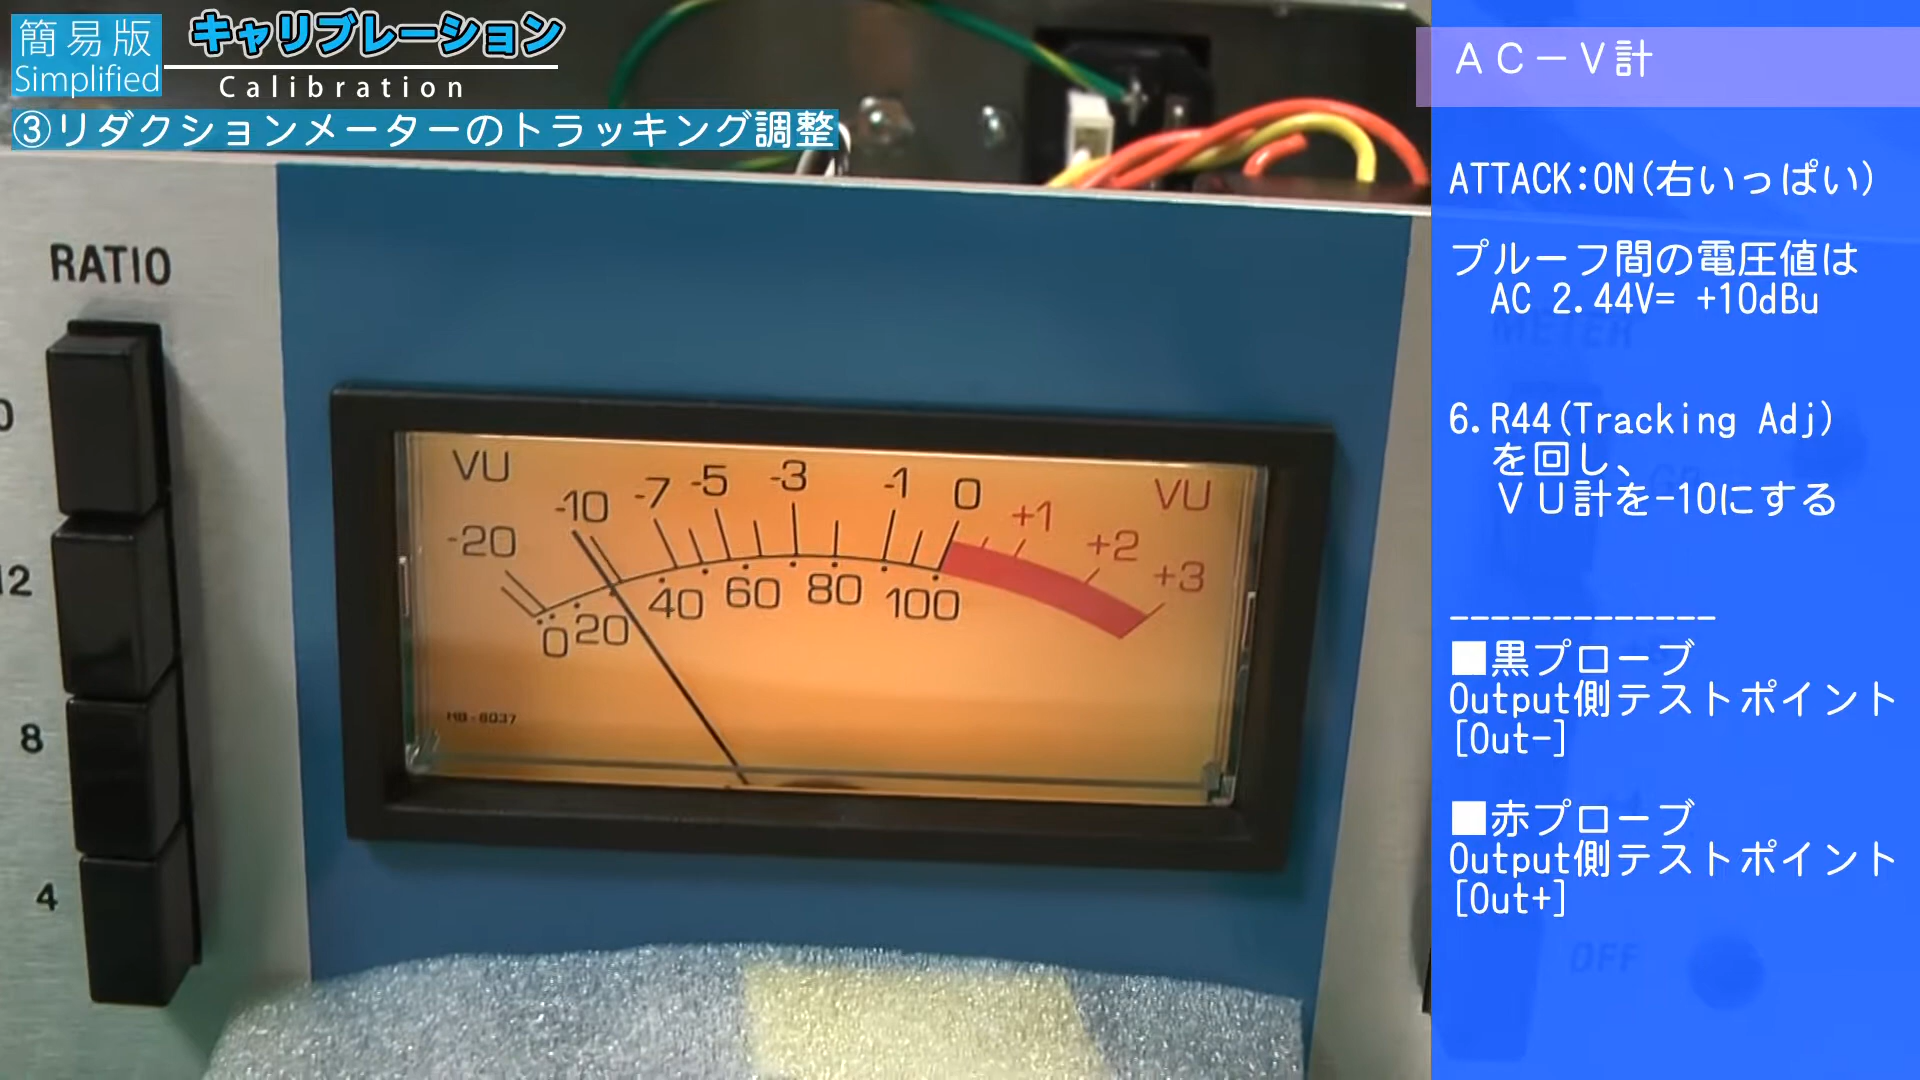 簡易版
Simplified
キャリブレーション
Calibration
③リダクションメーターのトラッキング調整
RATIO
12
8
4
VU
-20
-10
-7
-5
-3
-1
0
+1
+2
+3
VU
0
20
40
60
80
100
MB-8037
AC-V計
ATTACK:ON(右いっぱい)
プルーフ間の電圧値は
AC 2.44V= +10dBu
METER
6.R44(Tracking Adj)
を回し、
VU計を-10にする
-------------
■黒プローブ
Output側テストポイント
[Out-]
■赤プローブ
Output側テストポイント
[Out+]
OFF